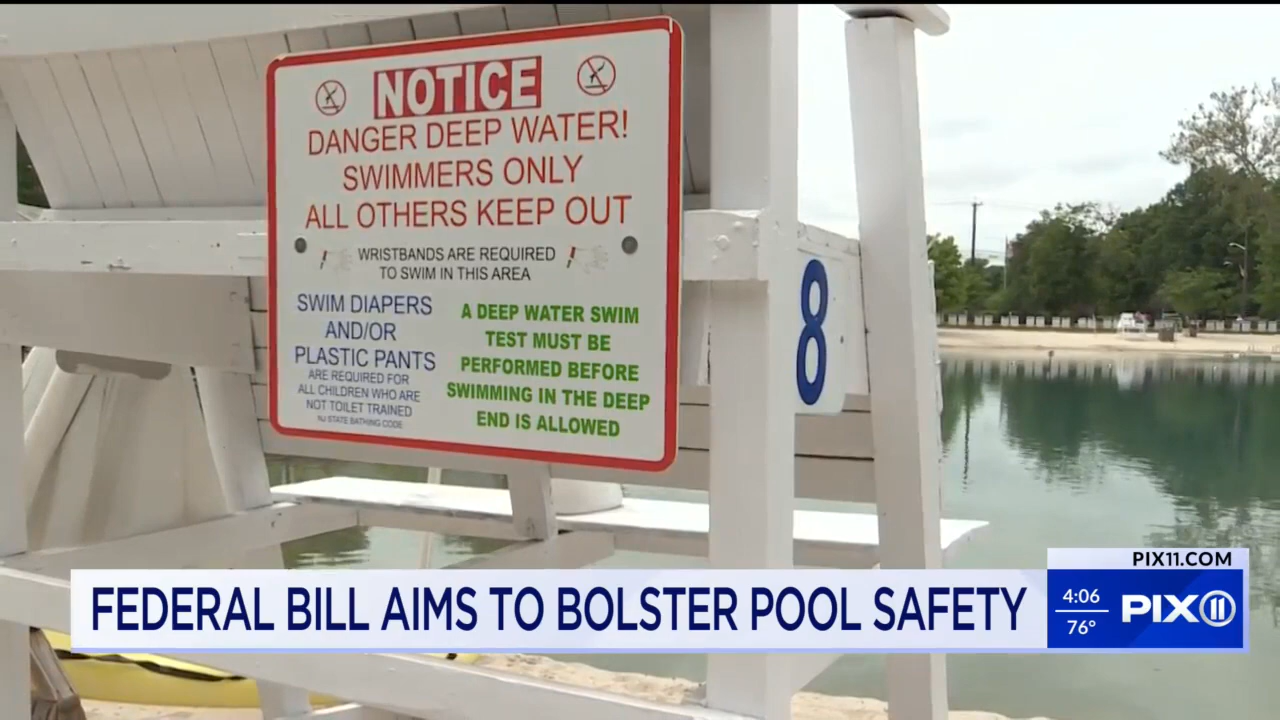 NOTICE
DANGER DEEP WATER!
SWIMMERS ONLY
ALL OTHERS KEEP OUT
WRISTBANDS ARE REQUIRED
TO SWIM IN THIS AREA
SWIM DIAPERS
AND/OR
PLASTIC PANTS
ARE REQUIRED FOR
ALL CHILDREN WHO ARE
NOT TOILET TRAINED
NJ STATE BATHING CODE
A DEEP WATER SWIM
TEST MUST BE
PERFORMED BEFORE
SWIMMING IN THE DEEP
END IS ALLOWED
8
FEDERAL BILL AIMS TO BOLSTER POOL SAFETY
PIX11.COM
4:06
76°
PIX11